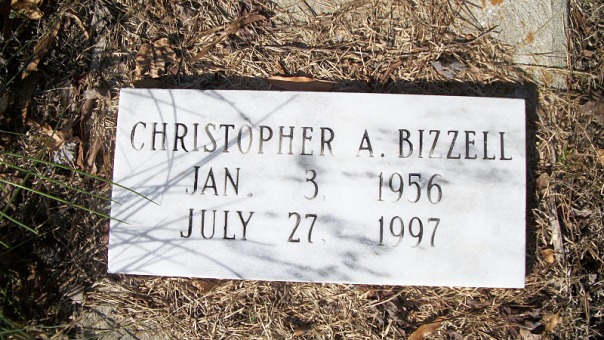 CHRISTOPHER A. BIZZELL
JAN. 3, 1956
JULY 27, 1997